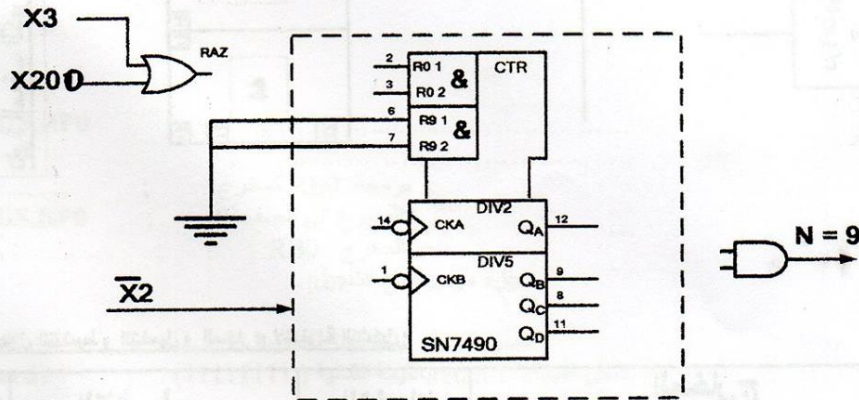 X3
RAZ
X201
2
R0 1
&
CTR
3
R0 2
6
R9 1
&
7
R9 2
DIV2
14
CKA
QA
12
DIV5
1
CKB
QB
9
QC
8
QD
11
SN7490
X̅2
N = 9